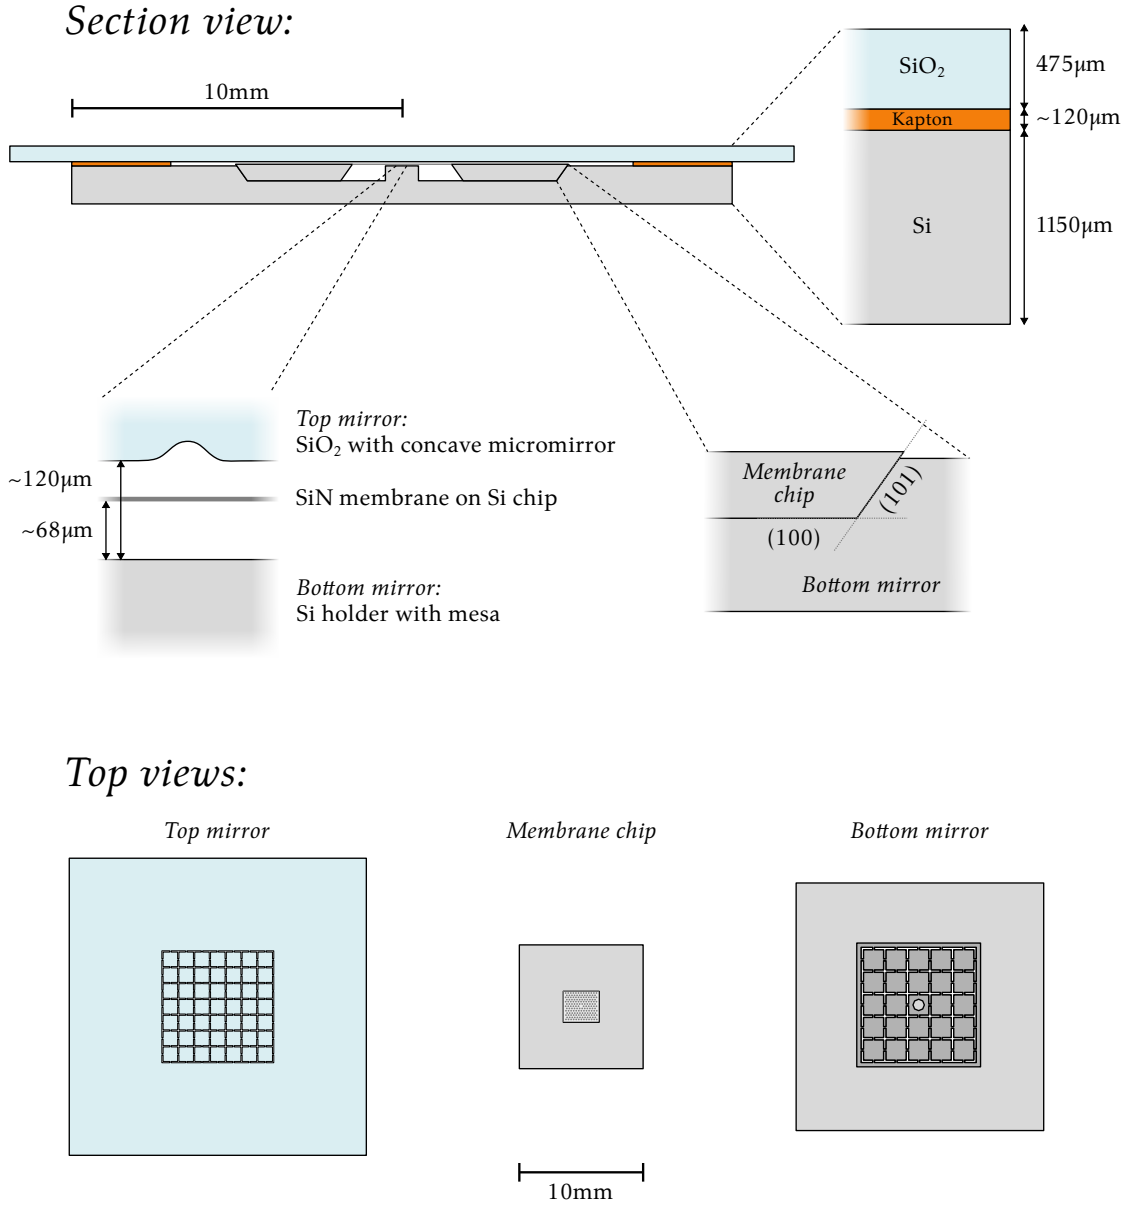 Section view:
10mm
SiO₂
475µm
Kapton
~120µm
Si
1150µm
Top mirror:
SiO₂ with concave micromirror
~120µm
SiN membrane on Si chip
~68µm
Bottom mirror:
Si holder with mesa
Membrane
chip
(101)
(100)
Bottom mirror
Top views:
Top mirror
Membrane chip
Bottom mirror
10mm